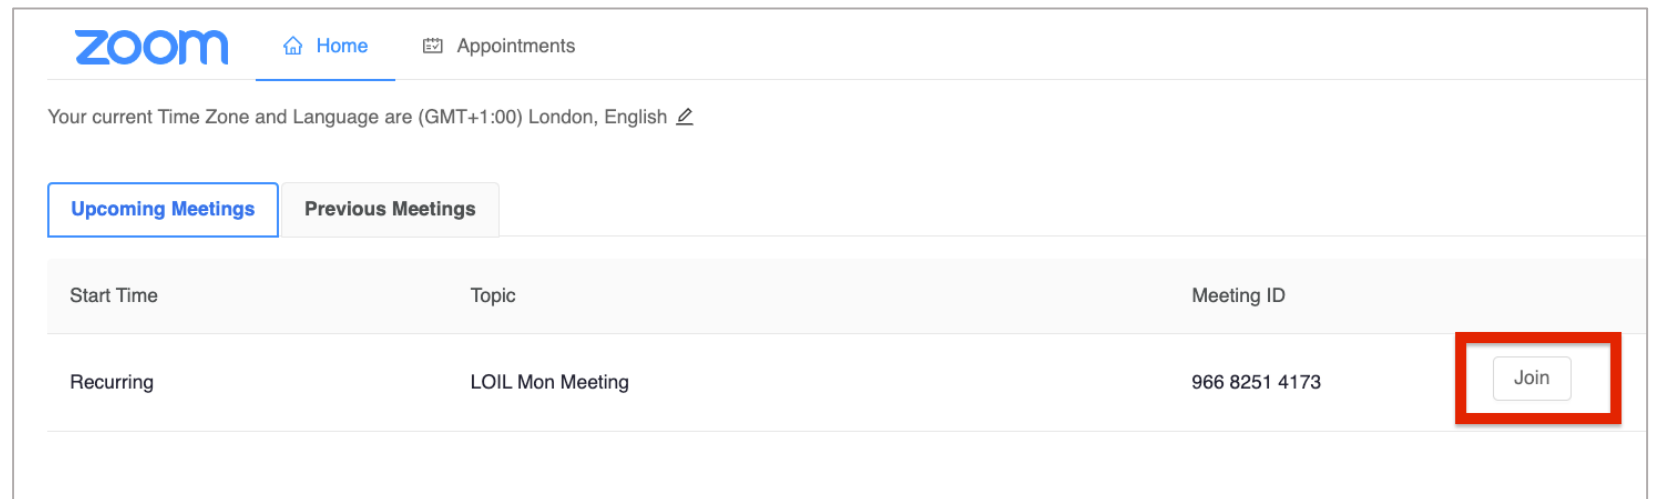 zoom Home Appointments
Your current Time Zone and Language are (GMT+1:00) London, English
Upcoming Meetings Previous Meetings
Start Time Topic Meeting ID
Recurring LOIL Mon Meeting 966 8251 4173 Join